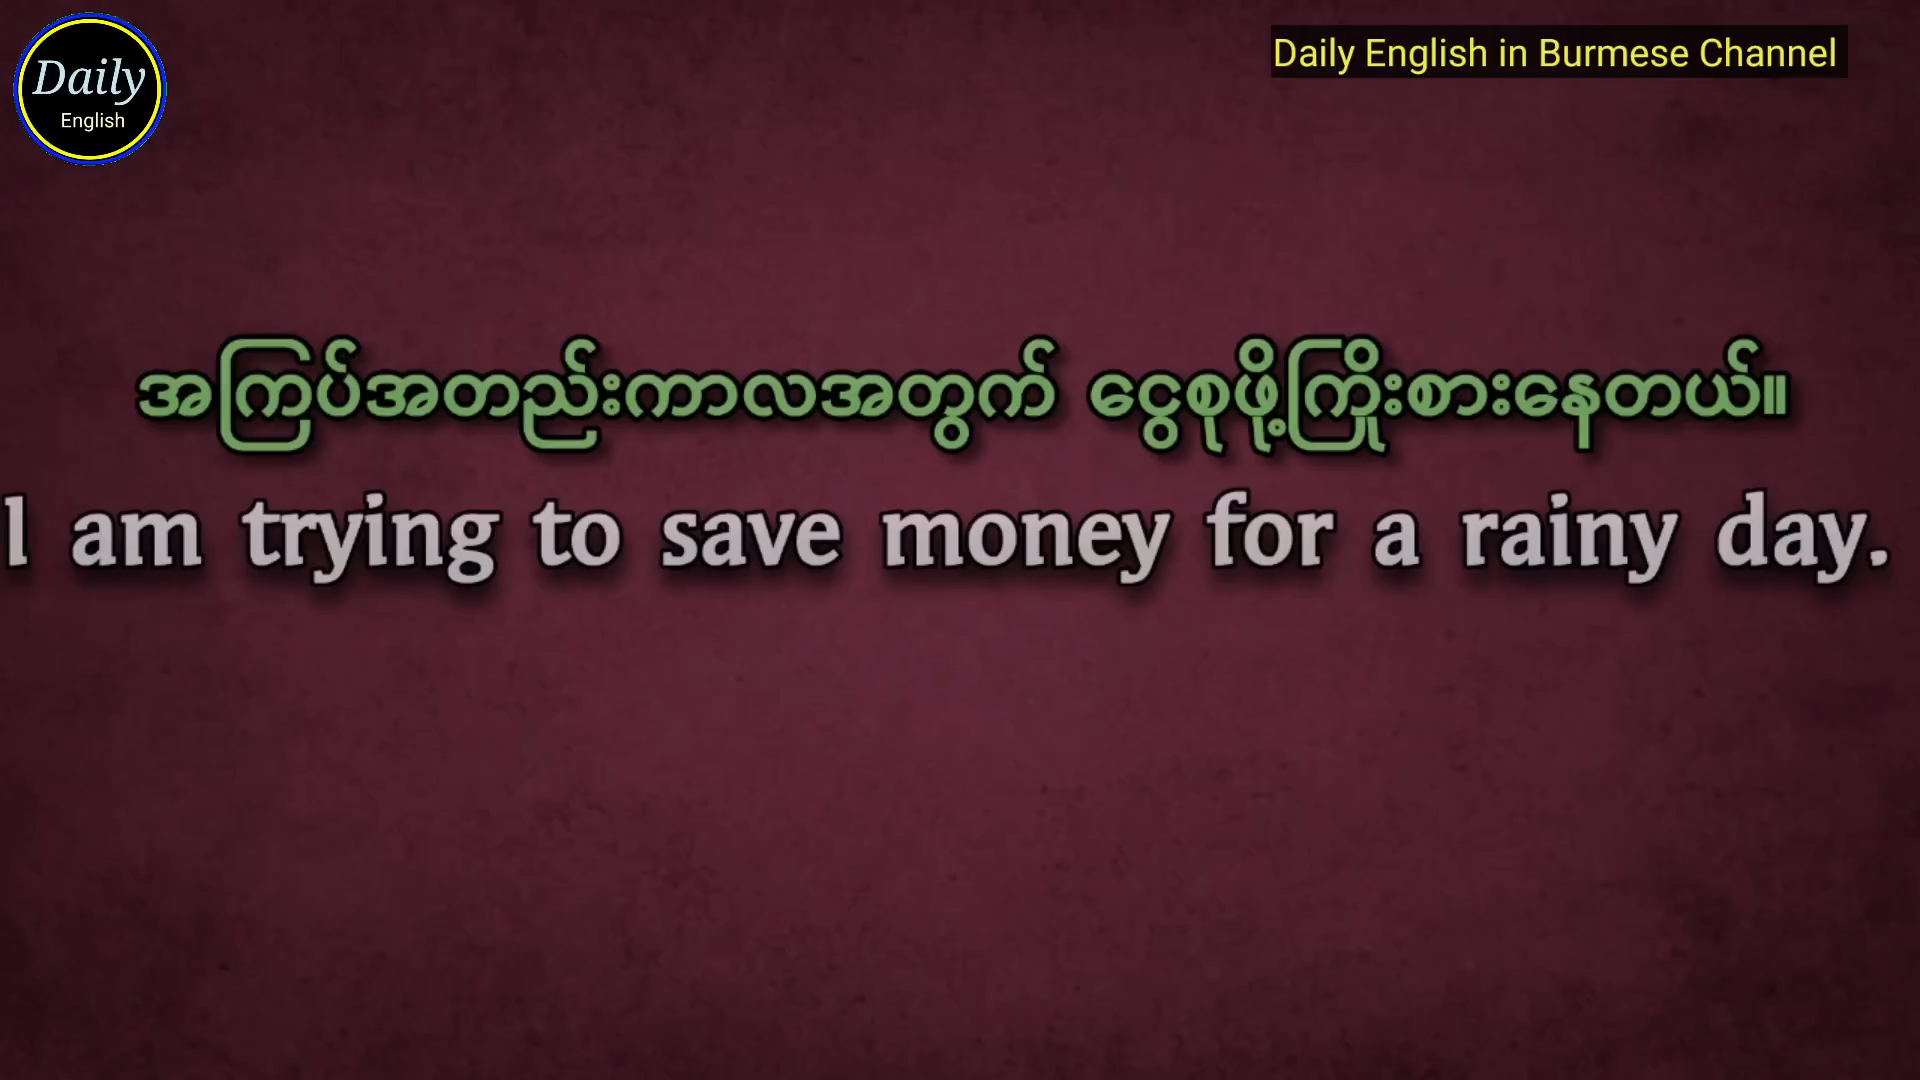 Daily
English
Daily English in Burmese Channel
အကြပ်အတည်းကာလအတွက် ငွေစုဖို့ကြိုးစားနေတယ်။
I am trying to save money for a rainy day.